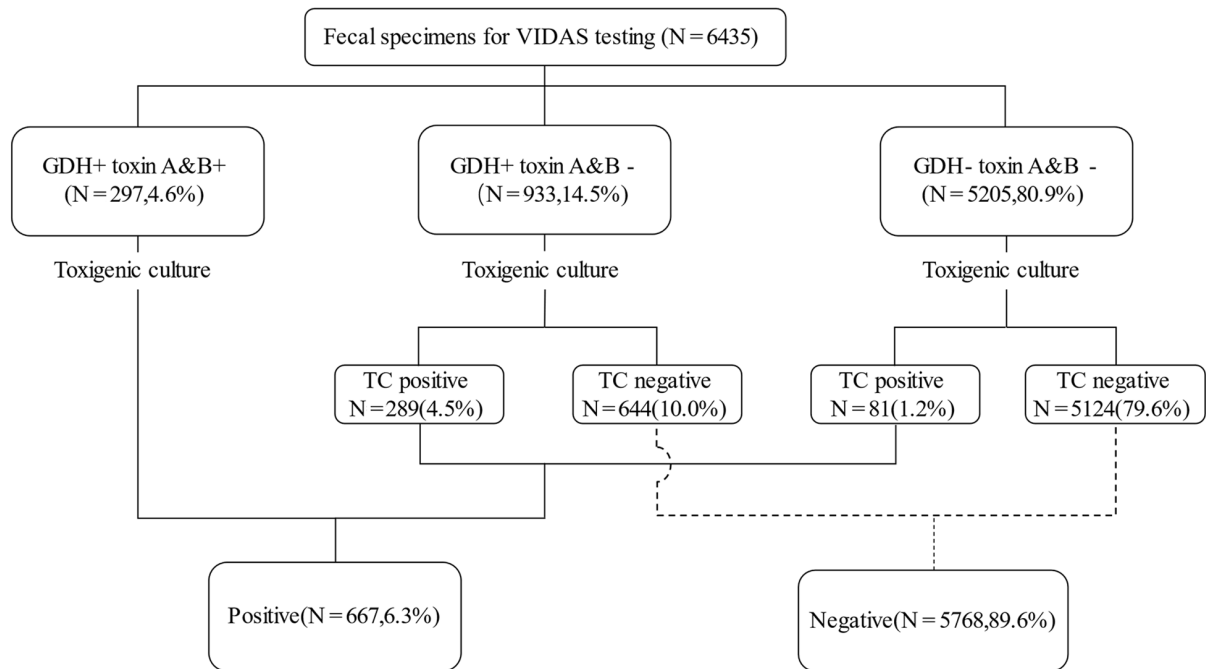 Fecal specimens for VIDAS testing (N=6435)
GDH+ toxin A&B+
(N=297,4.6%)
GDH+ toxin A&B -
(N=933,14.5%)
GDH- toxin A&B -
(N=5205,80.9%)
Toxigenic culture
Toxigenic culture
Toxigenic culture
TC positive
N=289(4.5%)
TC negative
N=644(10.0%)
TC positive
N=81(1.2%)
TC negative
N=5124(79.6%)
Positive(N=667,6.3%)
Negative(N=5768,89.6%)